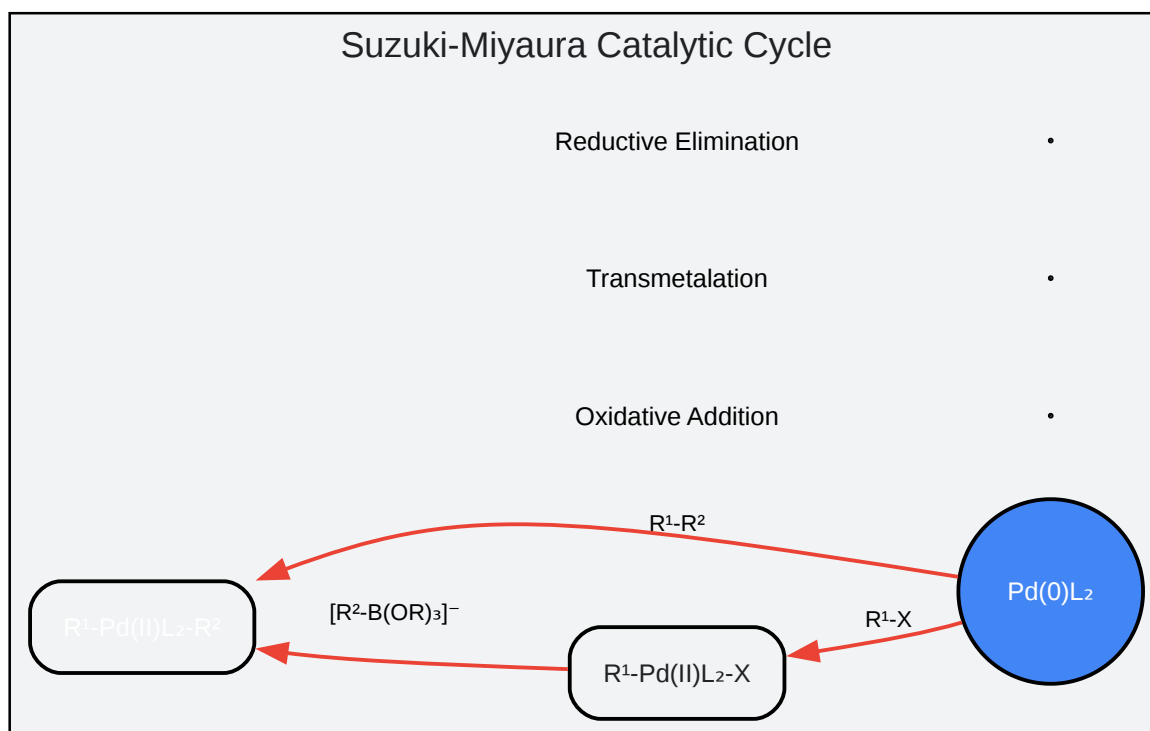 Suzuki-Miyaura Catalytic Cycle
Reductive Elimination
Transmetalation
Oxidative Addition
R¹-R²
Pd(0)L₂
[R²-B(OR)₃]⁻
R¹-X
R¹-Pd(II)L₂-R²
R¹-Pd(II)L₂-X